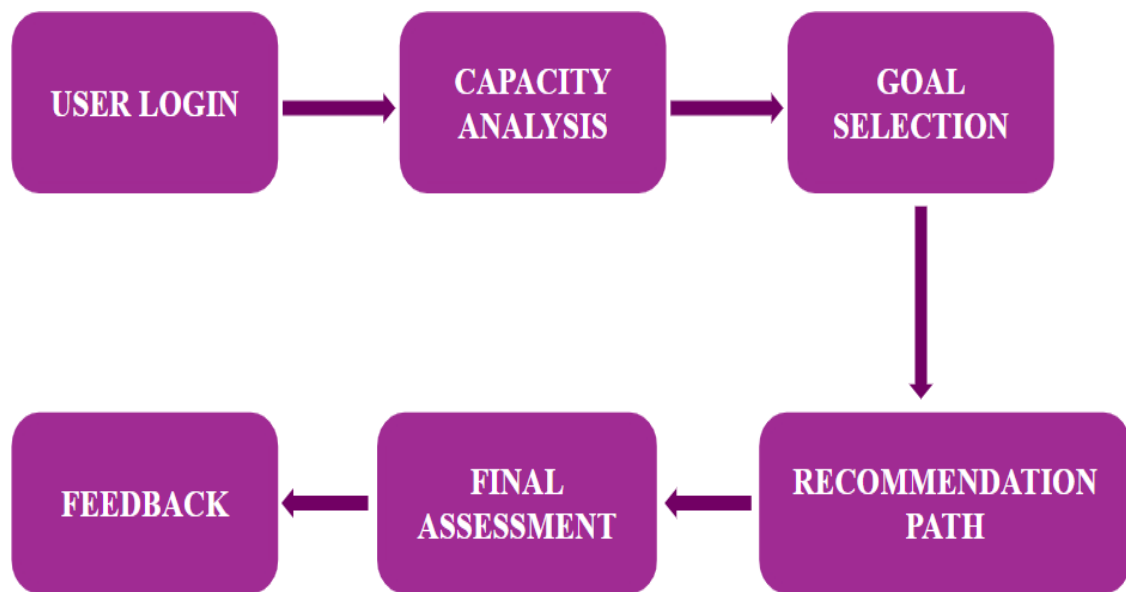 USER LOGIN
CAPACITY
ANALYSIS
GOAL
SELECTION
RECOMMENDATION
PATH
FINAL
ASSESSMENT
FEEDBACK